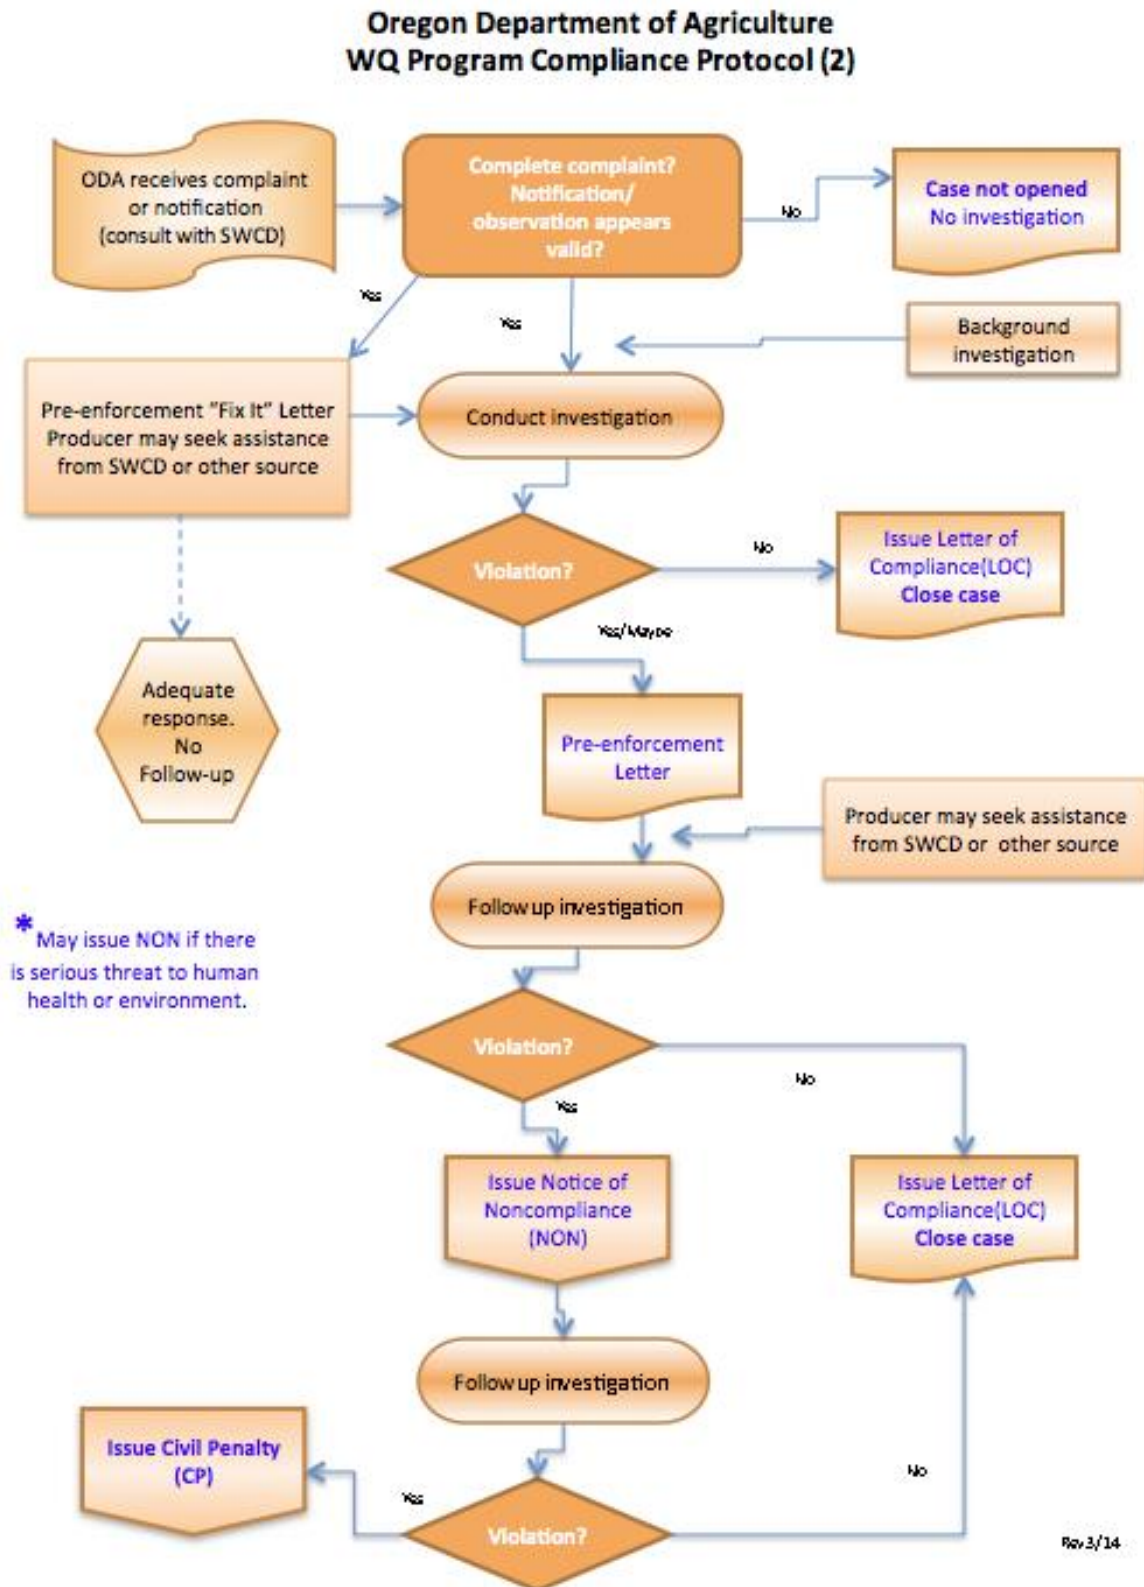 Oregon Department of Agriculture
WQ Program Compliance Protocol (2)
ODA receives complaint
or notification
(consult with SWCD)
Complete complaint?
Notification/
observation appears
valid?
No
Case not opened
No investigation
Yes
Yes
Background
investigation
Pre-enforcement "Fix It" Letter
Producer may seek assistance
from SWCD or other source
Conduct investigation
Violation?
No
Issue Letter of
Compliance(LOC)
Close case
Yes/Maybe
Adequate
response.
No
Follow-up
Pre-enforcement
Letter
Producer may seek assistance
from SWCD or other source
Follow up investigation
* May issue NON if there
is serious threat to human
health or environment.
Violation?
No
Yes
Issue Notice of
Noncompliance
(NON)
Issue Letter of
Compliance(LOC)
Close case
Follow up investigation
Issue Civil Penalty
(CP)
Yes
No
Violation?
Rev 3/14